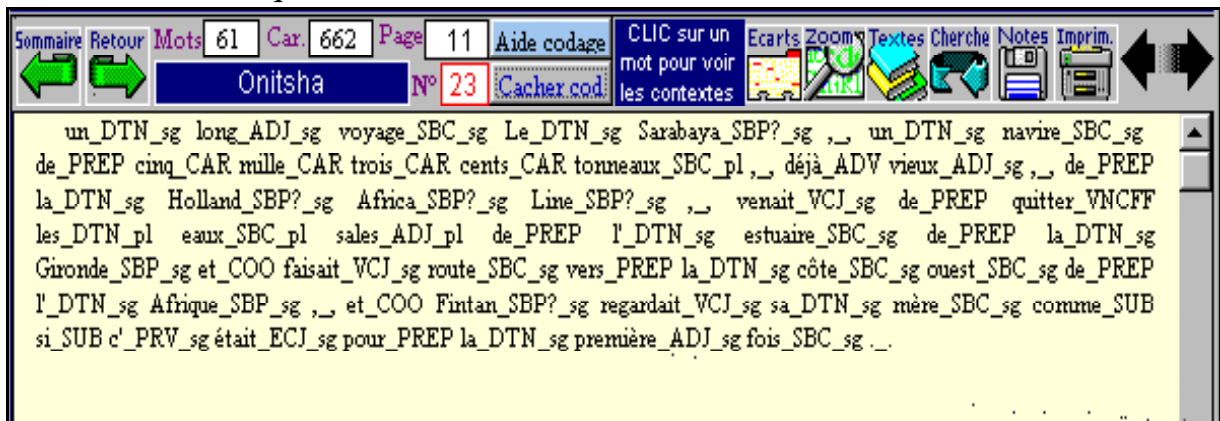 Sommaire Retour Mots 61 Car. 662 Page 11 Aide codage CLIC sur un Ecarts Zoom Textes Cherche Notes Imprim.
mot pour voir
Onitsha N° 23 Cacher cod. les contextes
un_DTN_sg long_ADJ_sg voyage_SBC_sg Le_DTN_sg Sarabaya_SBP?_sg ,_, un_DTN_sg navire_SBC_sg
de_PREP cinq_CAR mille_CAR trois_CAR cents_CAR tonneaux_SBC_pl ,_, déjà_ADV vieux_ADJ_sg ,_, de_PREP
la_DTN_sg Holland_SBP?_sg Africa_SBP?_sg Line_SBP?_sg ,_, venait_VCJ_sg de_PREP quitter_VNCFF
les_DTN_pl eaux_SBC_pl sales_ADJ_pl de_PREP l'_DTN_sg estuaire_SBC_sg de_PREP la_DTN_sg
Gironde_SBP_sg et_COO faisait_VCJ_sg route_SBC_sg vers_PREP la_DTN_sg côte_SBC_sg ouest_SBC_sg de_PREP
l'_DTN_sg Afrique_SBP_sg ,_, et_COO Fintan_SBP?_sg regardait_VCJ_sg sa_DTN_sg mère_SBC_sg comme_SUB
si_SUB c'_PRV_sg était_ECJ_sg pour_PREP la_DTN_sg première_ADJ_sg fois_SBC_sg ._.